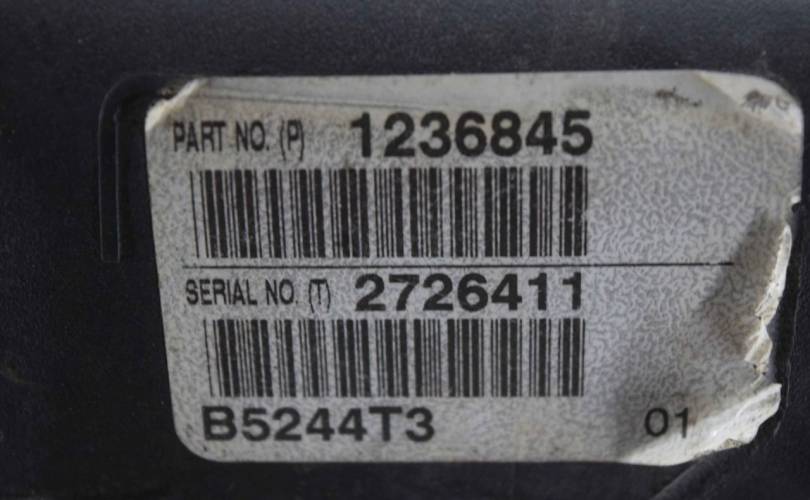 PART NO. (P) 1236845
SERIAL NO. (T) 2726411
B5244T3 01